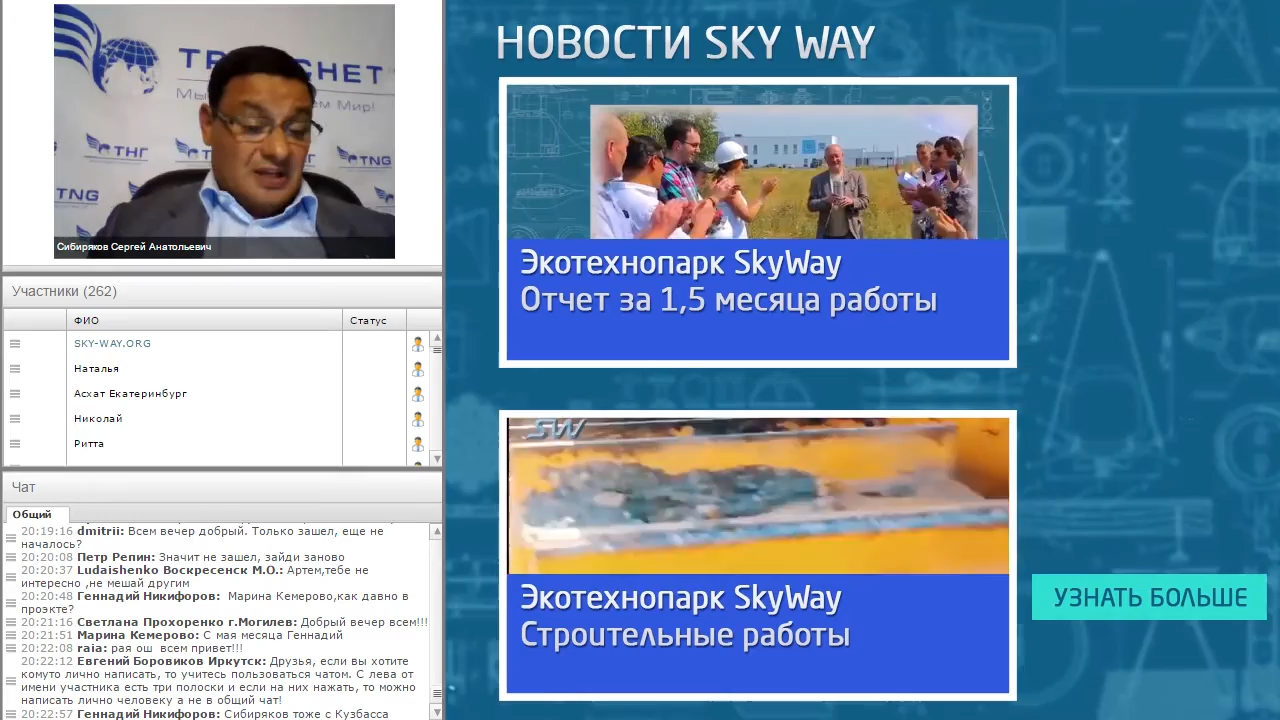 ТНГ
TNG
TNG
Сибиряков Сергей Анатольевич
Участники (262)
ФИО
Статус
SKY-WAY.ORG
Наталья
Асхат Екатеринбург
Николай
Ритта
Чат
Общий
20:19:16 dmitrii: Всем вечер добрый. Только зашел, еще не
началось?
20:20:08 Петр Репин: Значит не зашел, зайди заново
20:20:37 Ludaishenko Воскресенск М.О.: Артем,тебе не
интересно ,не мешай другим
20:20:48 Геннадий Никифоров: Марина Кемерово,как давно в
проэкте?
20:21:16 Светлана Прохоренко г.Могилев: Добрый вечер всем!!!
20:21:51 Марина Кемерово: С мая месяца Геннадий
20:22:08 raia: рая ош всем привет!!!
20:22:12 Евгений Боровиков Иркутск: Друзья, если вы хотите
комуто лично написать, то учитесь пользоваться чатом. С лева от
имени участника есть три полоски и если на них нажать, то можно
написать лично человеку а не в общий чат!
20:22:57 Геннадий Никифоров: Сибиряков тоже с Кузбасса
НОВОСТИ SKY WAY
Экотехнопарк SkyWay
Отчет за 1,5 месяца работы
SW
Экотехнопарк SkyWay
Строительные работы
УЗНАТЬ БОЛЬШЕ